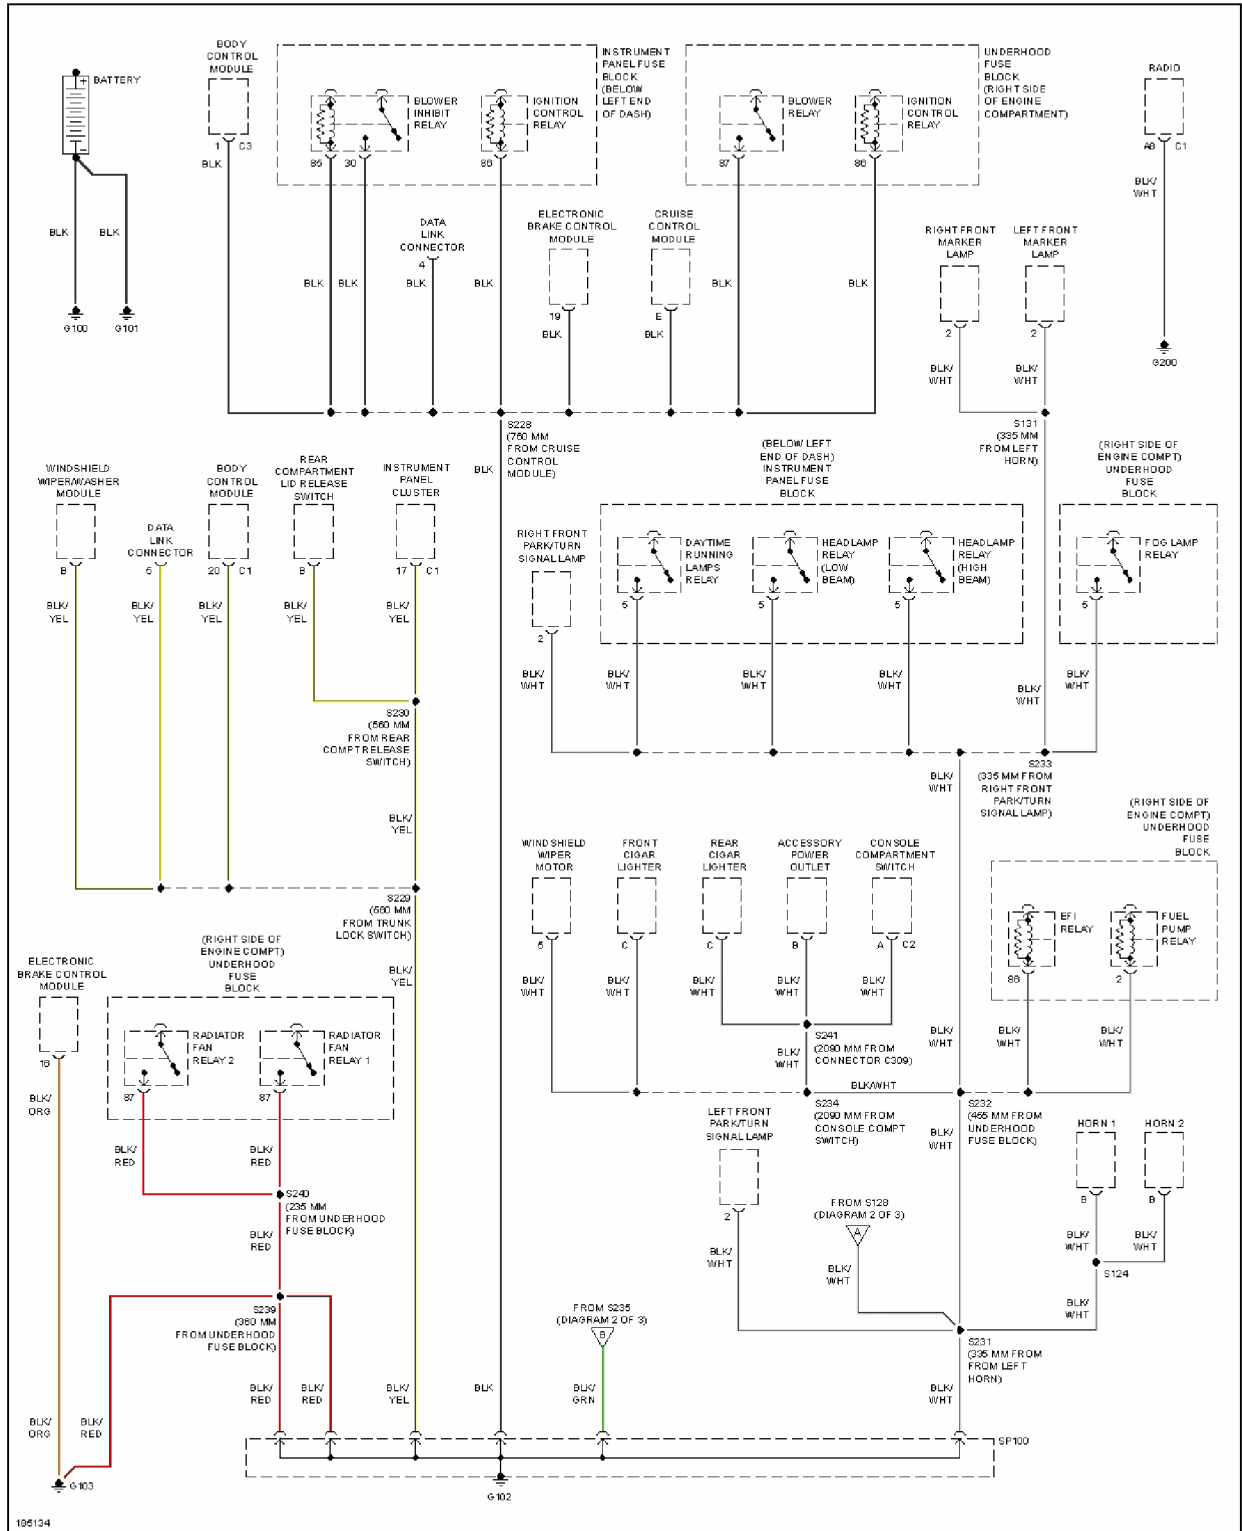 BATTERY
BLK
BLK
G100
G101
BODY
CONTROL
MODULE
1
C3
BLK
INSTRUMENT
PANEL FUSE
BLOCK
(BELOW
LEFT END
OF DASH)
BLOWER
INHIBIT
RELAY
85
30
IGNITION
CONTROL
RELAY
86
UNDERHOOD
FUSE
BLOCK
(RIGHT SIDE
OF ENGINE
COMPARTMENT)
BLOWER
RELAY
87
IGNITION
CONTROL
RELAY
86
RADIO
A8
C1
BLK/
WHT
G200
DATA
LINK
CONNECTOR
4
ELECTRONIC
BRAKE CONTROL
MODULE
19
BLK
CRUISE
CONTROL
MODULE
E
BLK
BLK
BLK
BLK
BLK
BLK
BLK
RIGHT FRONT
MARKER
LAMP
2
BLK/
WHT
LEFT FRONT
MARKER
LAMP
2
BLK/
WHT
S228
(760 MM
FROM CRUISE
CONTROL
MODULE)
BLK
S131
(335 MM
FROM LEFT
HORN)
WINDSHIELD
WIPER/WASHER
MODULE
B
BLK/
YEL
DATA
LINK
CONNECTOR
5
BLK/
YEL
BODY
CONTROL
MODULE
20
C1
BLK/
YEL
REAR
COMPARTMENT
LID RELEASE
SWITCH
B
BLK/
YEL
INSTRUMENT
PANEL
CLUSTER
17
C1
BLK/
YEL
RIGHT FRONT
PARK/TURN
SIGNAL LAMP
2
BLK/
WHT
(BELOW LEFT
END OF DASH)
INSTRUMENT
PANEL FUSE
BLOCK
DAYTIME
RUNNING
LAMPS
RELAY
5
BLK/
WHT
HEADLAMP
RELAY
(LOW
BEAM)
5
BLK/
WHT
HEADLAMP
RELAY
(HIGH
BEAM)
5
BLK/
WHT
BLK/
WHT
(RIGHT SIDE OF
ENGINE COMPT)
UNDERHOOD
FUSE
BLOCK
FOG LAMP
RELAY
5
BLK/
WHT
S230
(560 MM
FROM REAR
COMPT RELEASE
SWITCH)
BLK/
YEL
BLK/
WHT
S233
(335 MM FROM
RIGHT FRONT
PARK/TURN
SIGNAL LAMP)
S229
(560 MM
FROM TRUNK
LOCK SWITCH)
BLK/
YEL
WINDSHIELD
WIPER
MOTOR
5
BLK/
WHT
FRONT
CIGAR
LIGHTER
C
BLK/
WHT
REAR
CIGAR
LIGHTER
C
BLK/
WHT
ACCESSORY
POWER
OUTLET
B
BLK/
WHT
CONSOLE
COMPARTMENT
SWITCH
A
C2
BLK/
WHT
(RIGHT SIDE OF
ENGINE COMPT)
UNDERHOOD
FUSE
BLOCK
EFI
RELAY
86
BLK/
WHT
FUEL
PUMP
RELAY
2
BLK/
WHT
S241
(2090 MM FROM
CONNECTOR C309)
BLK/
WHT
BLK/
WHT
BLK/WHT
S234
(2090 MM FROM
CONSOLE COMPT
SWITCH)
S232
(455 MM FROM
UNDERHOOD
FUSE BLOCK)
BLK/
WHT
ELECTRONIC
BRAKE CONTROL
MODULE
16
BLK/
ORG
(RIGHT SIDE OF
ENGINE COMPT)
UNDERHOOD
FUSE
BLOCK
RADIATOR
FAN
RELAY 2
87
BLK/
RED
RADIATOR
FAN
RELAY 1
87
BLK/
RED
S240
(235 MM
FROM UNDERHOOD
FUSE BLOCK)
BLK/
RED
S239
(360 MM
FROM UNDERHOOD
FUSE BLOCK)
LEFT FRONT
PARK/TURN
SIGNAL LAMP
2
BLK/
WHT
FROM S128
(DIAGRAM 2 OF 3)
A
BLK/
WHT
HORN 1
B
BLK/
WHT
HORN 2
B
BLK/
WHT
S124
BLK/
WHT
FROM S235
(DIAGRAM 2 OF 3)
B
S231
(335 MM FROM
FROM LEFT
HORN)
BLK/
ORG
BLK/
RED
BLK/
RED
BLK/
RED
BLK/
YEL
BLK
BLK/
GRN
BLK/
WHT
SP100
G103
G102
185134